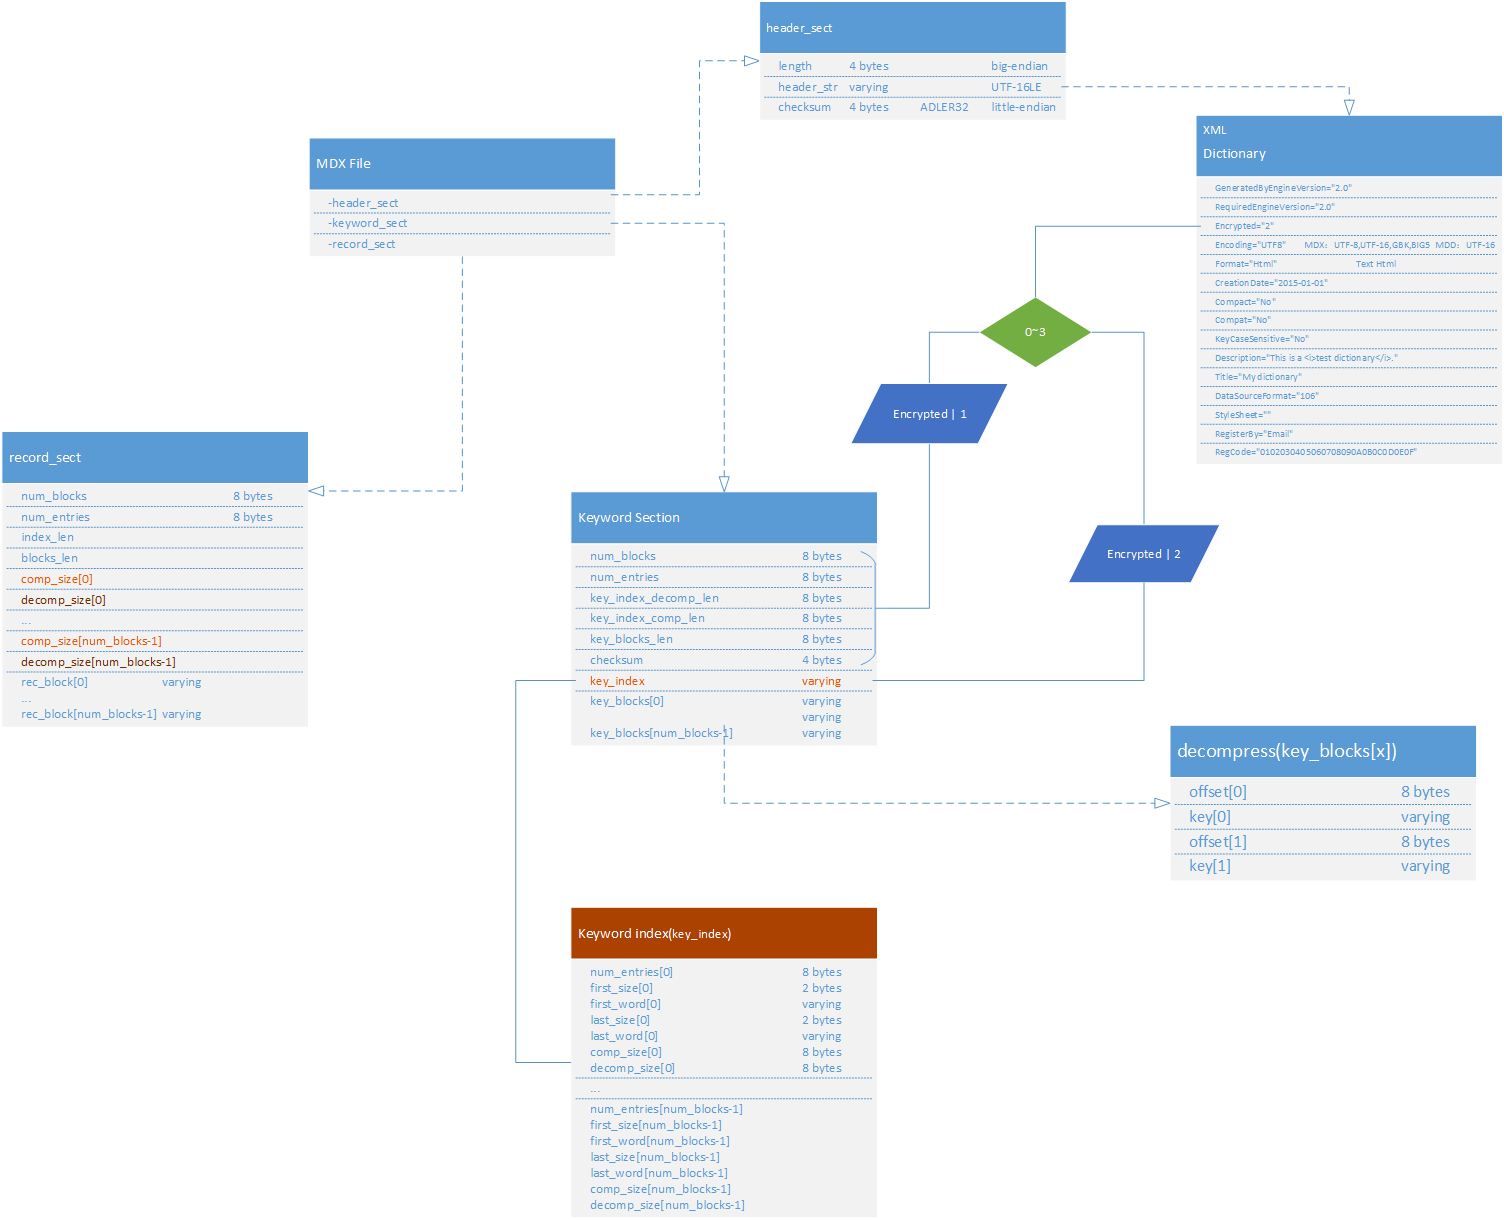 header_sect
length 4 bytes big-endian
header_str varying UTF-16LE
checksum 4 bytes ADLER32 little-endian
MDX File
-header_sect
-keyword_sect
-record_sect
XML
Dictionary
GeneratedByEngineVersion="2.0"
RequiredEngineVersion="2.0"
Encrypted="2"
Encoding="UTF8" MDX：UTF-8,UTF-16,GBK,BIG5 MDD：UTF-16
Format="Html" Text Html
CreationDate="2015-01-01"
Compact="No"
Compat="No"
KeyCaseSensitive="No"
Description="This is a <i>test dictionary</i>."
Title="My dictionary"
DataSourceFormat="106"
StyleSheet=""
RegisterBy="Email"
RegCode="0102030405060708090A0B0C0D0E0F"
0~3
Encrypted | 1
Encrypted | 2
record_sect
num_blocks 8 bytes
num_entries 8 bytes
index_len
blocks_len
comp_size[0]
decomp_size[0]
...
comp_size[num_blocks-1]
decomp_size[num_blocks-1]
rec_block[0] varying
...
rec_block[num_blocks-1] varying
Keyword Section
num_blocks 8 bytes
num_entries 8 bytes
key_index_decomp_len 8 bytes
key_index_comp_len 8 bytes
key_blocks_len 8 bytes
checksum 4 bytes
key_index varying
key_blocks[0] varying
varying
key_blocks[num_blocks-1] varying
decompress(key_blocks[x])
offset[0] 8 bytes
key[0] varying
offset[1] 8 bytes
key[1] varying
Keyword index(key_index)
num_entries[0] 8 bytes
first_size[0] 2 bytes
first_word[0] varying
last_size[0] 2 bytes
last_word[0] varying
comp_size[0] 8 bytes
decomp_size[0] 8 bytes
...
num_entries[num_blocks-1]
first_size[num_blocks-1]
first_word[num_blocks-1]
last_size[num_blocks-1]
last_word[num_blocks-1]
comp_size[num_blocks-1]
decomp_size[num_blocks-1]